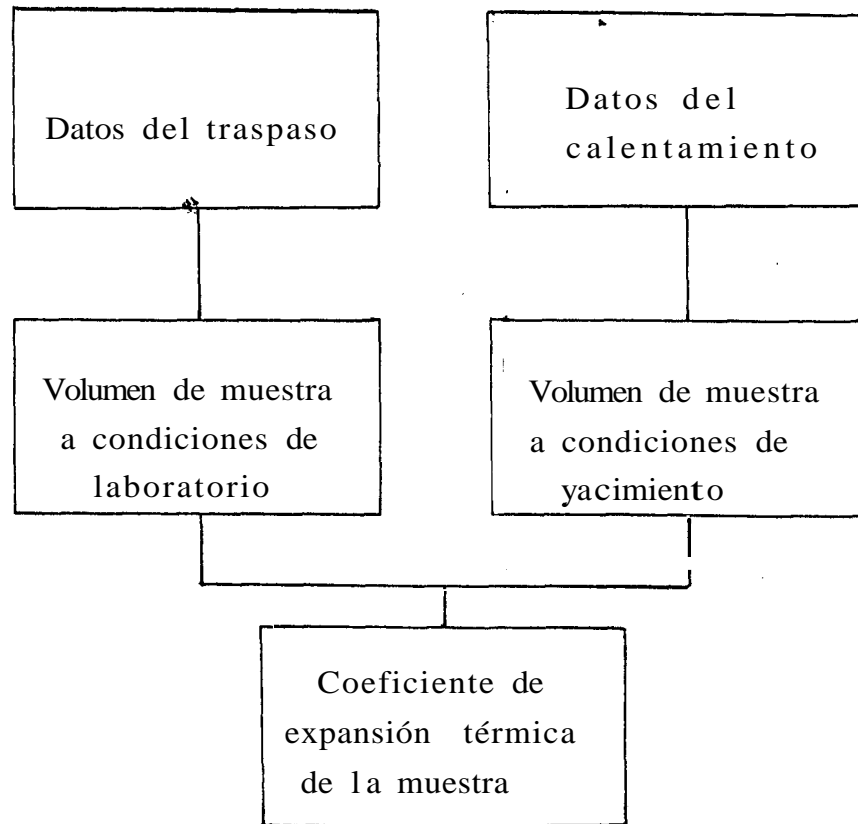 Datos del traspaso
Datos del
calentamiento
Volumen de muestra
a condiciones de
laboratorio
Volumen de muestra
a condiciones de
yacimiento
Coeficiente de
expansión térmica
de la muestra